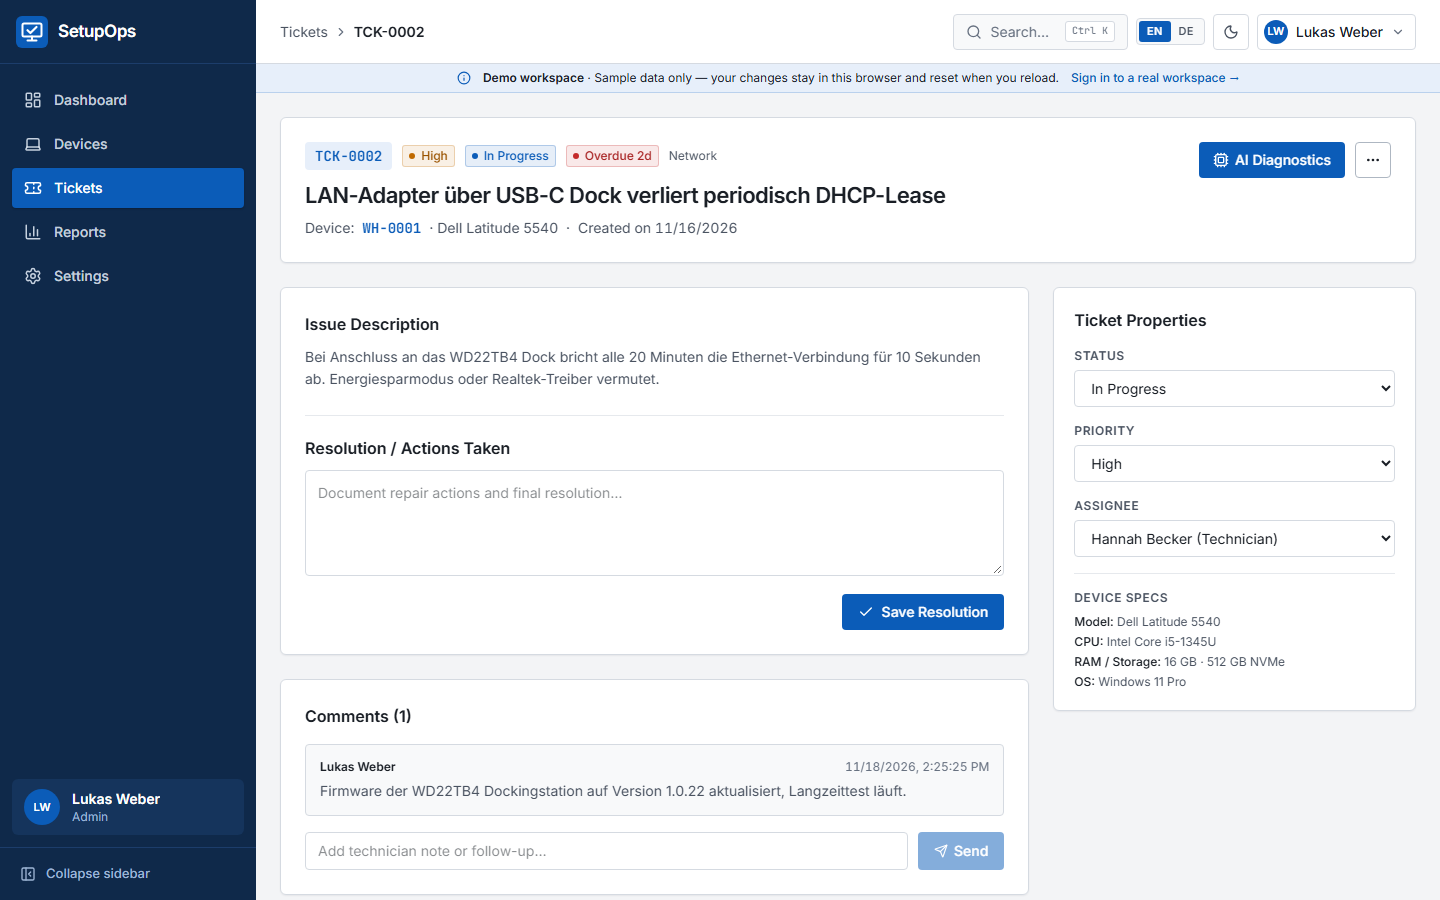 SetupOps
Dashboard
Devices
Tickets
Reports
Settings
LW
Lukas Weber
Admin
Collapse sidebar
Tickets > TCK-0002
Search...
Ctrl K
EN
DE
LW
Lukas Weber
Demo workspace · Sample data only — your changes stay in this browser and reset when you reload.
Sign in to a real workspace →
TCK-0002
High
In Progress
Overdue 2d
Network
AI Diagnostics
LAN-Adapter über USB-C Dock verliert periodisch DHCP-Lease
Device: WH-0001 · Dell Latitude 5540 · Created on 11/16/2026
Issue Description
Bei Anschluss an das WD22TB4 Dock bricht alle 20 Minuten die Ethernet-Verbindung für 10 Sekunden
ab. Energiesparmodus oder Realtek-Treiber vermutet.
Resolution / Actions Taken
Document repair actions and final resolution...
Save Resolution
Comments (1)
Lukas Weber
11/18/2026, 2:25:25 PM
Firmware der WD22TB4 Dockingstation auf Version 1.0.22 aktualisiert, Langzeittest läuft.
Add technician note or follow-up...
Send
Ticket Properties
STATUS
In Progress
PRIORITY
High
ASSIGNEE
Hannah Becker (Technician)
DEVICE SPECS
Model: Dell Latitude 5540
CPU: Intel Core i5-1345U
RAM / Storage: 16 GB · 512 GB NVMe
OS: Windows 11 Pro